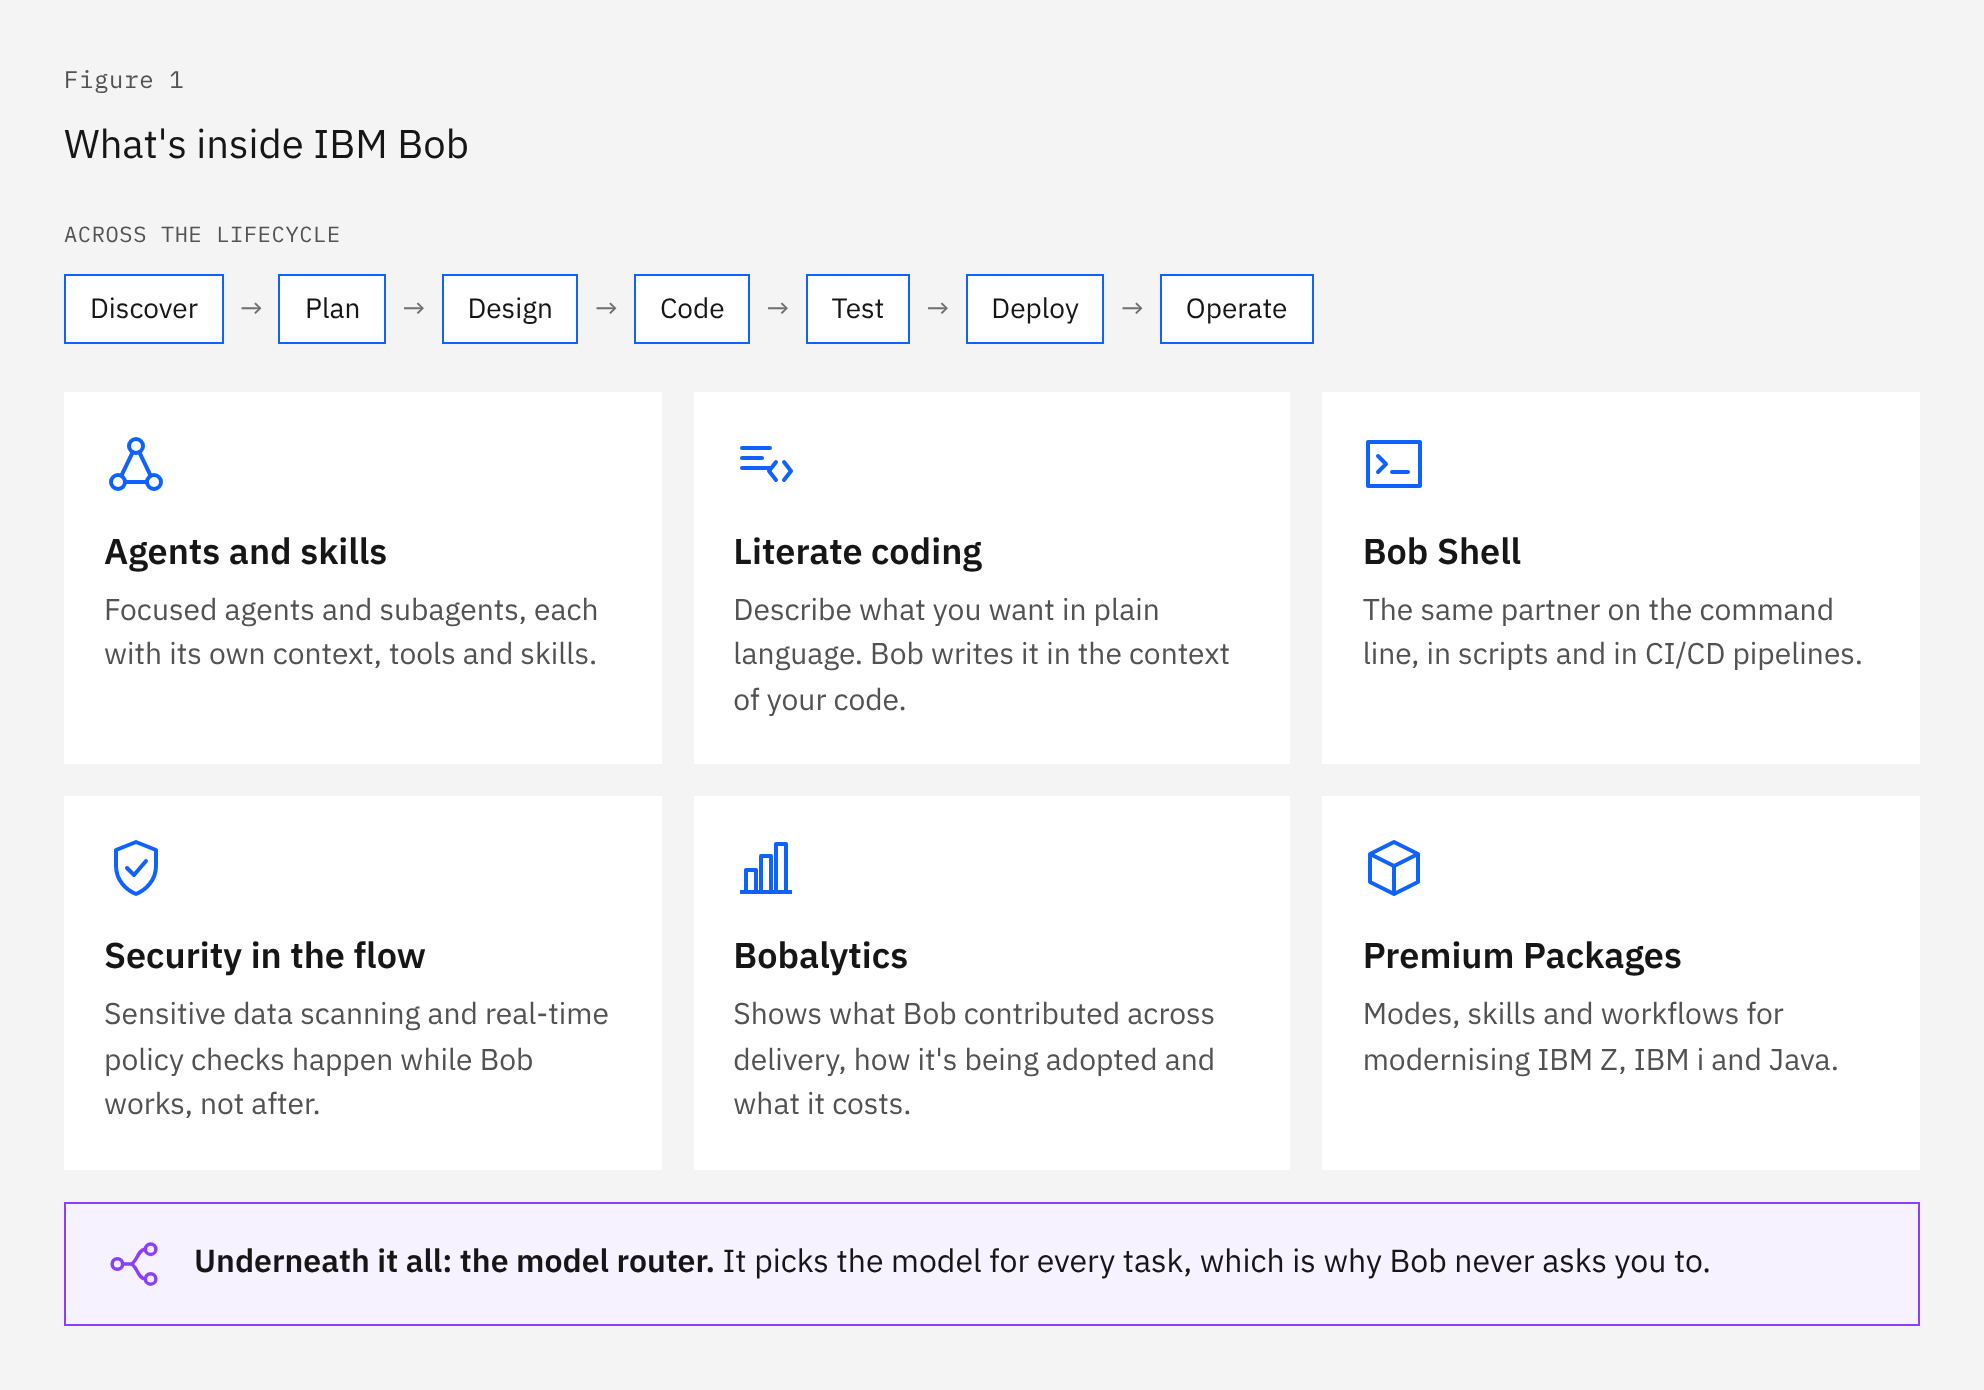 Figure 1
What's inside IBM Bob
ACROSS THE LIFECYCLE
Discover → Plan → Design → Code → Test → Deploy → Operate
Agents and skills
Focused agents and subagents, each
with its own context, tools and skills.
Literate coding
Describe what you want in plain
language. Bob writes it in the context
of your code.
Bob Shell
The same partner on the command
line, in scripts and in CI/CD pipelines.
Security in the flow
Sensitive data scanning and real-time
policy checks happen while Bob
works, not after.
Bobalytics
Shows what Bob contributed across
delivery, how it's being adopted and
what it costs.
Premium Packages
Modes, skills and workflows for
modernising IBM Z, IBM i and Java.
Underneath it all: the model router. It picks the model for every task, which is why Bob never asks you to.